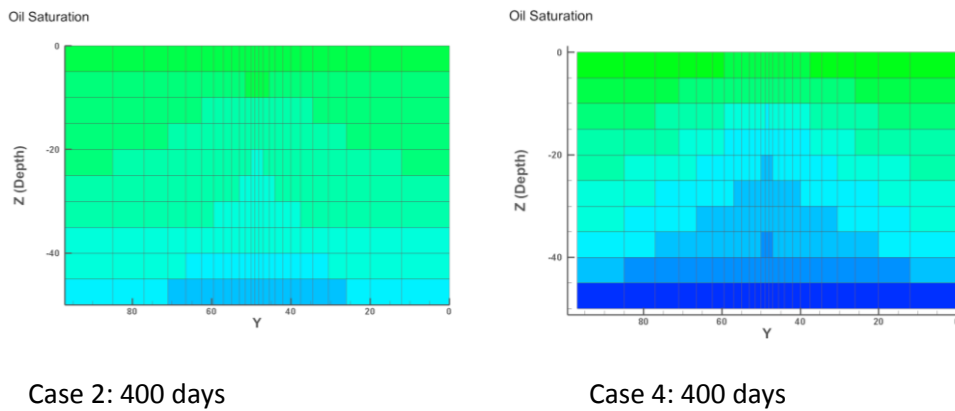 Oil Saturation
0
-20
-40
Z (Depth)
80 60 40 20 0
Y
Case 2: 400 days
Oil Saturation
0
-20
-40
Z (Depth)
80 60 40 20
Y
Case 4: 400 days